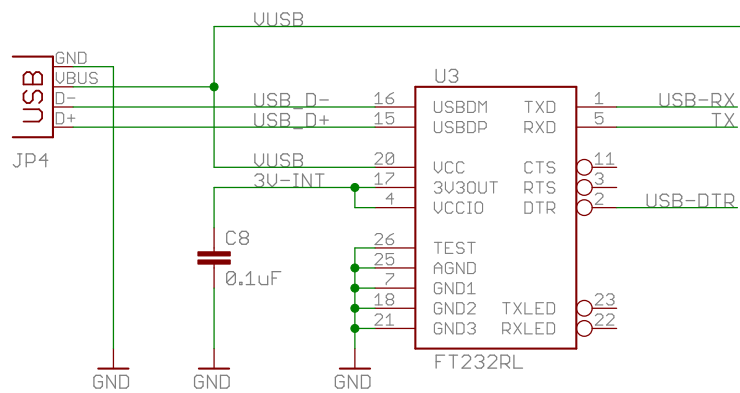 VUSB
GND
VBUS
D-
D+
USB
JP4
USB_D-
USB_D+
VUSB
3V-INT
C8
0.1uF
U3
16 USBDM TXD 1 USB-RX
15 USBDP RXD 5 TX
20 VCC CTS 11
17 3V3OUT RTS 3
4 VCCIO DTR 2 USB-DTR
26 TEST
25 AGND
7 GND1
18 GND2 TXLED 23
21 GND3 RXLED 22
FT232RL
GND GND GND